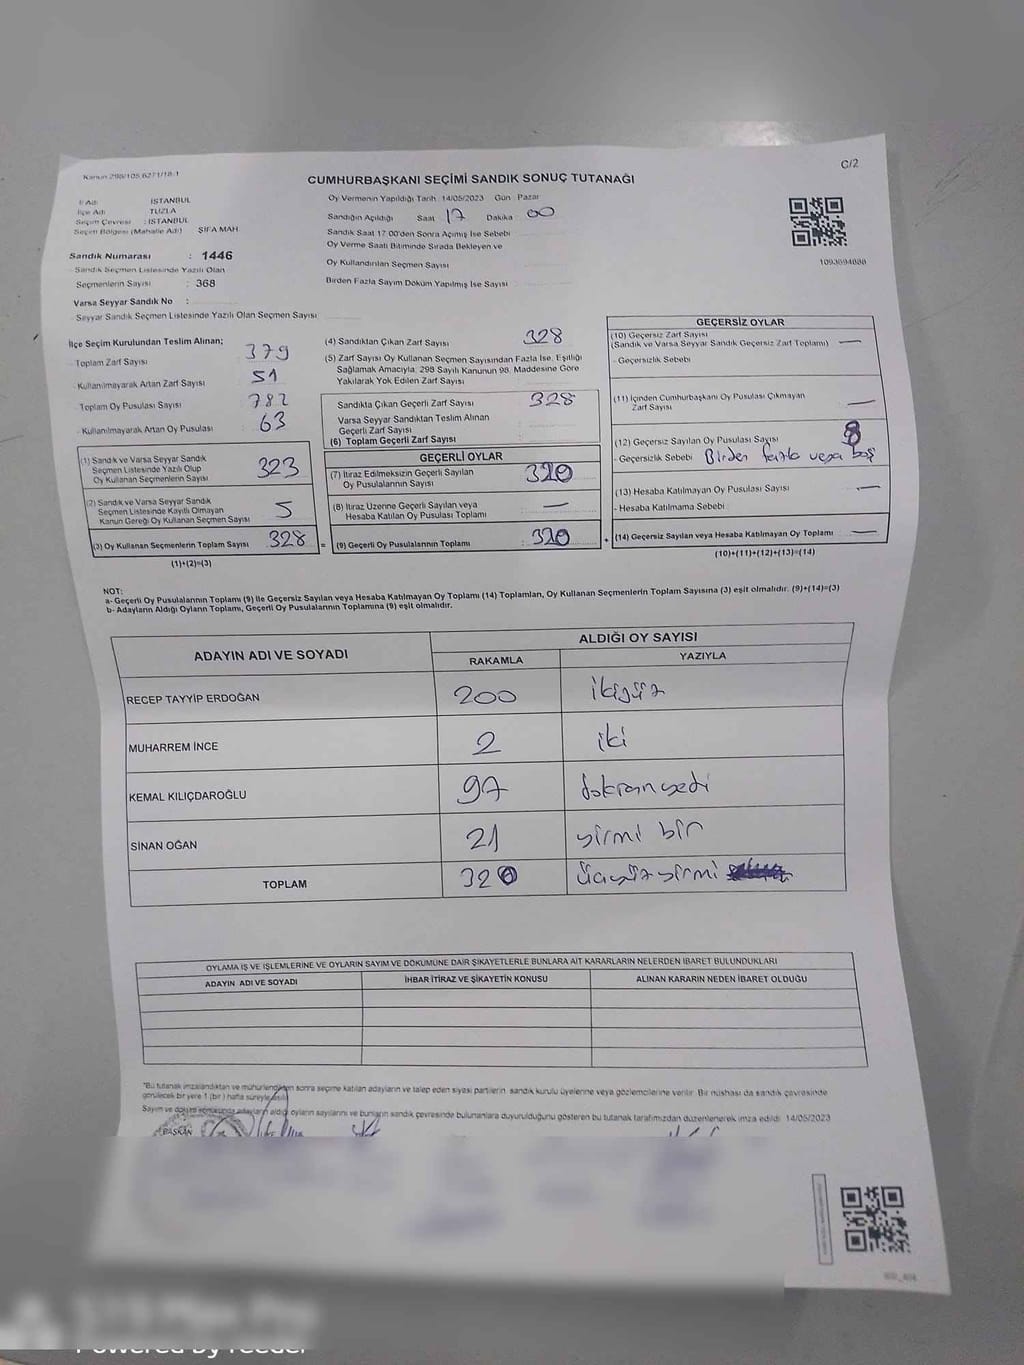 Kanun 298/105 6271/18-1
C/2
CUMHURBAŞKANI SEÇİMİ SANDIK SONUÇ TUTANAĞI
İl Adı : İSTANBUL
İlçe Adı : TUZLA
Seçim Çevresi : İSTANBUL
Seçim Bölgesi (Mahalle Adı) ŞİFA MAH.
Sandık Numarası : 1446
Sandık Seçmen Listesinde Yazılı Olan
Seçmenlerin Sayısı : 368
Varsa Seyyar Sandık No :
Seyyar Sandık Seçmen Listesinde Yazılı Olan Seçmen Sayısı
Oy Vermenin Yapıldığı Tarih 14/05/2023 Gün Pazar
Sandığın Açıldığı Saat 17 Dakika 00
Sandık Saat 17 00'den Sonra Açımış İse Sebebi
Oy Verme Saati Bitiminde Sırada Bekleyen ve
Oy Kullandırılan Seçmen Sayısı
Birden Fazla Sayım Döküm Yapılmış İse Sayısı
1093694888
İlçe Seçim Kurulundan Teslim Alınan;
Toplam Zarf Sayısı 379
Kullanılmayarak Artan Zarf Sayısı 51
Toplam Oy Pusulası Sayısı 782
Kullanılmayarak Artan Oy Pusulası 63
(1) Sandık ve Varsa Seyyar Sandık
Seçmen Listesinde Yazılı Olup
Oy Kullanan Seçmenlerin Sayısı 323
(2) Sandık ve Varsa Seyyar Sandık
Seçmen Listesinde Kayıtlı Olmayan
Kanun Gereği Oy Kullanan Seçmen Sayısı 5
(3) Oy Kullanan Seçmenlerin Toplam Sayısı 328 =
(1)+(2)=(3)
(4) Sandıktan Çıkan Zarf Sayısı 328
(5) Zarf Sayısı Oy Kullanan Seçmen Sayısından Fazla İse, Eşitliği
Sağlamak Amacıyla, 298 Sayılı Kanunun 98. Maddesine Göre
Yakılarak Yok Edilen Zarf Sayısı
Sandıkta Çıkan Geçerli Zarf Sayısı 328
Varsa Seyyar Sandıktan Teslim Alınan
Geçerli Zarf Sayısı
(6) Toplam Geçerli Zarf Sayısı
GEÇERLİ OYLAR
(7) İtiraz Edilmeksizin Geçerli Sayılan
Oy Pusulalarının Sayısı 320
(8) İtiraz Üzerine Geçerli Sayılan veya
Hesaba Katılan Oy Pusulası Toplamı —
(9) Geçerli Oy Pusulalarının Toplamı 320 +
GEÇERSİZ OYLAR
(10) Geçersiz Zarf Sayısı
(Sandık ve Varsa Seyyar Sandık Geçersiz Zarf Toplamı) —
- Geçersizlik Sebebi
(11) İçinden Cumhurbaşkanı Oy Pusulası Çıkmayan
Zarf Sayısı —
(12) Geçersiz Sayılan Oy Pusulası Sayısı 8
- Geçersizlik Sebebi Birden fazla veya boş
(13) Hesaba Katılmayan Oy Pusulası Sayısı —
- Hesaba Katılmama Sebebi
(14) Geçersiz Sayılan veya Hesaba Katılmayan Oy Toplamı —
(10)+(11)+(12)+(13)=(14)
NOT:
a- Geçerli Oy Pusulalarının Toplamı (9) ile Geçersiz Sayılan veya Hesaba Katılmayan Oy Toplamı (14) Toplamları, Oy Kullanan Seçmenlerin Toplam Sayısına (3) eşit olmalıdır. (9)+(14)=(3)
b- Adayların Aldığı Oyların Toplamı, Geçerli Oy Pusulalarının Toplamına (9) eşit olmalıdır.
ADAYIN ADI VE SOYADI
ALDIĞI OY SAYISI
RAKAMLA YAZIYLA
RECEP TAYYİP ERDOĞAN 200 ikiyüz
MUHARREM İNCE 2 iki
KEMAL KILIÇDAROĞLU 97 doksan yedi
SİNAN OĞAN 21 yirmi bir
TOPLAM 320 üçyüz yirmi
OYLAMA İŞ VE İŞLEMLERİNE VE OYLARIN SAYIM VE DÖKÜMÜNE DAİR ŞİKAYETLERLE BUNLARA AİT KARARLARIN NELERDEN İBARET BULUNDUKLARI
ADAYIN ADI VE SOYADI İHBAR İTİRAZ VE ŞİKAYETİN KONUSU ALINAN KARARIN NEDEN İBARET OLDUĞU
"Bu tutanak imzalandıktan ve mühürlendikten sonra seçime katılan adayların ve talep eden siyasi partilerin sandık kurulu üyelerine veya gözlemcilerine verilir. Bir nüshası da sandık çevresinde
görülecek bir yere 1 (bir) hafta süreyle asılır.
Sayım ve döküm sonucunda adayların aldığı oyların sayılarını ve bunların sandık çevresinde bulunanlara duyurulduğunu gösteren bu tutanak tarafımızdan düzenlenerek imza edildi. 14/05/2023
BAŞKAN
Powered by reeder